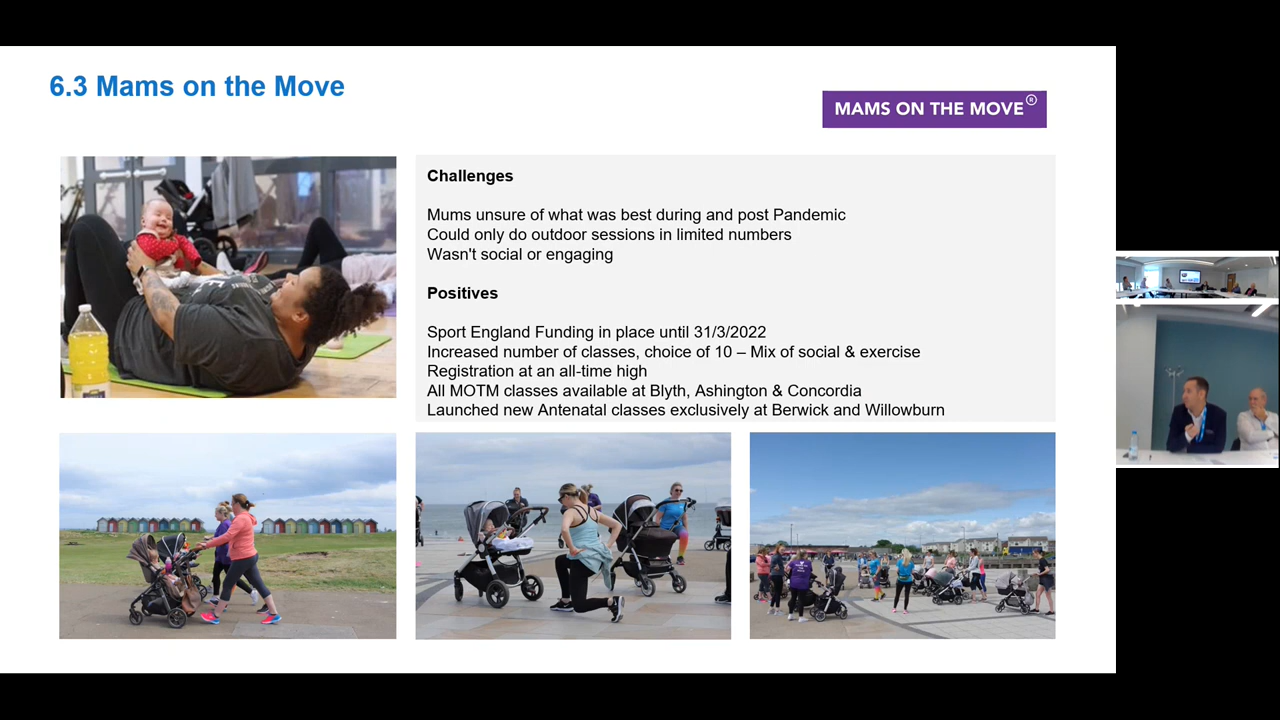 6.3 Mams on the Move
MAMS ON THE MOVE®
Challenges
Mums unsure of what was best during and post Pandemic
Could only do outdoor sessions in limited numbers
Wasn't social or engaging
Positives
Sport England Funding in place until 31/3/2022
Increased number of classes, choice of 10 – Mix of social & exercise
Registration at an all-time high
All MOTM classes available at Blyth, Ashington & Concordia
Launched new Antenatal classes exclusively at Berwick and Willowburn